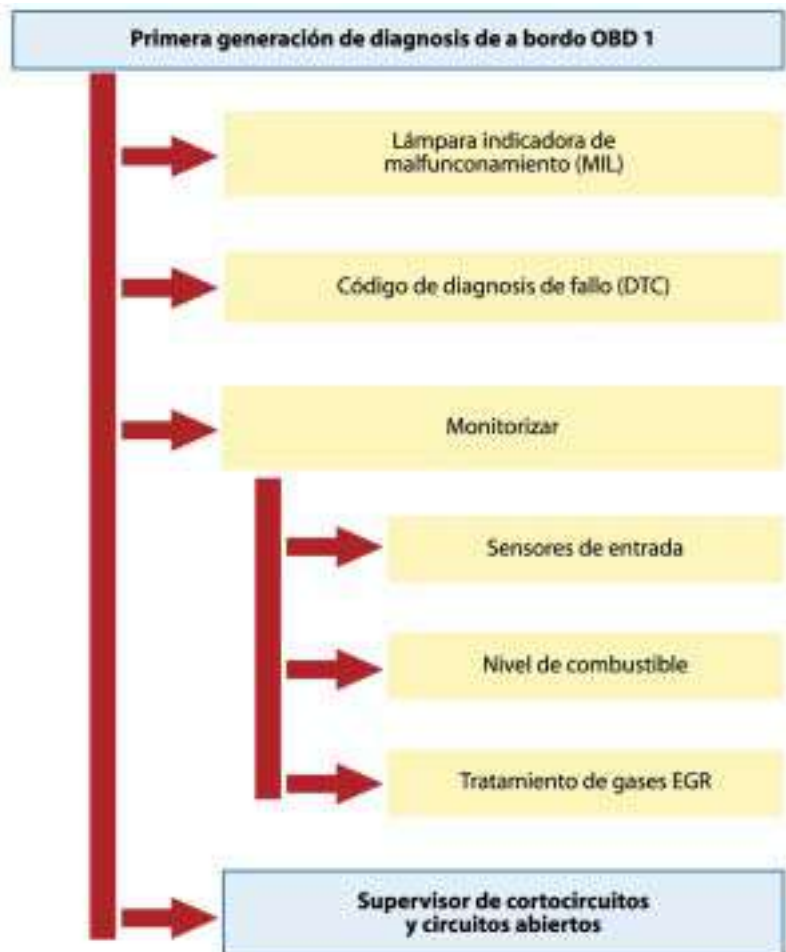 Primera generación de diagnosis de a bordo OBD 1
Lámpara indicadora de
malfunconamiento (MIL)
Código de diagnosis de fallo (DTC)
Monitorizar
Sensores de entrada
Nivel de combustible
Tratamiento de gases EGR
Supervisor de cortocircuitos
y circuitos abiertos